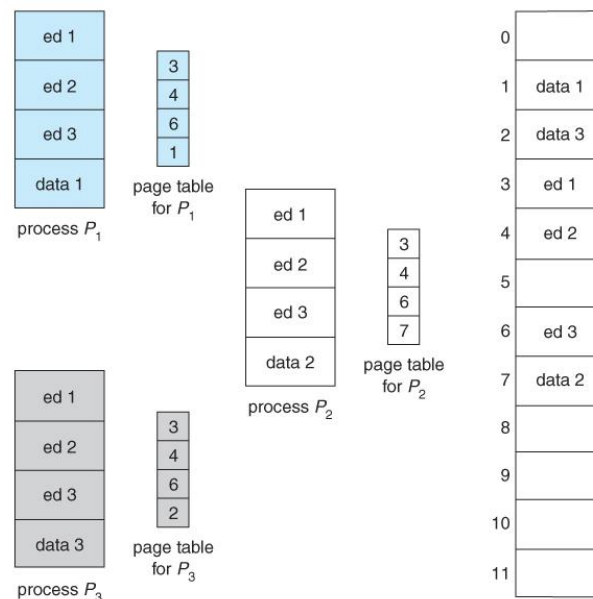 ed 1
ed 2
ed 3
data 1
process P1
3
4
6
1
page table
for P1
ed 1
ed 2
ed 3
data 2
process P2
3
4
6
7
page table
for P2
ed 1
ed 2
ed 3
data 3
process P3
3
4
6
2
page table
for P3
0
1 data 1
2 data 3
3 ed 1
4 ed 2
5
6 ed 3
7 data 2
8
9
10
11